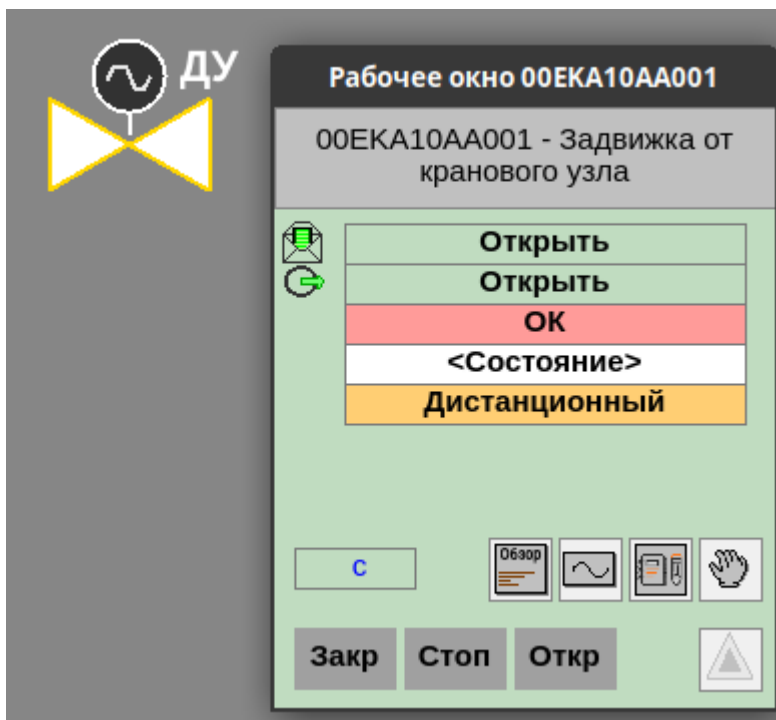 ДУ
Рабочее окно 00EKA10AA001
00EKA10AA001 - Задвижка от
кранового узла
Открыть
Открыть
ОК
<Состояние>
Дистанционный
С
Обзор
Закр
Стоп
Откр